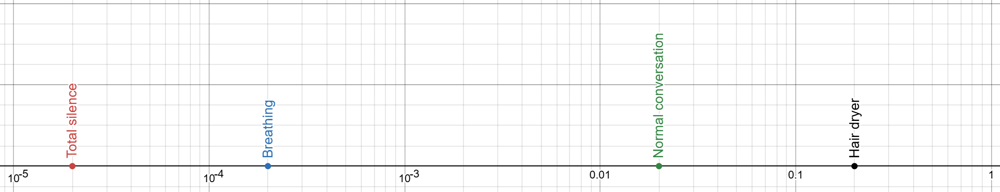 Total silence
Breathing
Normal conversation
Hair dryer
10-5
10-4
10-3
0.01
0.1
1